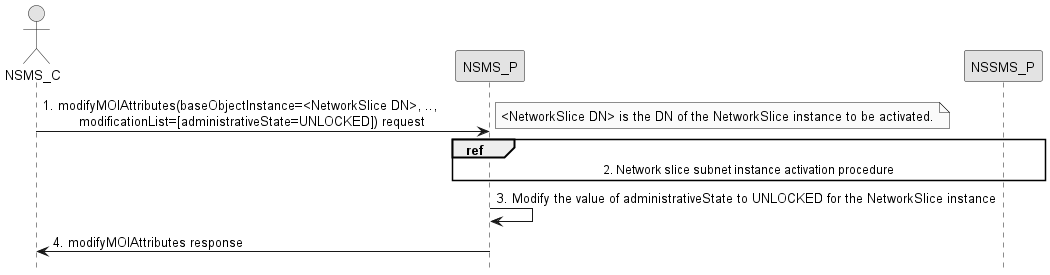 NSMS_C
NSMS_P
NSSMS_P
1. modifyMOIAttributes(baseObjectInstance=<NetworkSlice DN>, ..,
modificationList=[administrativeState=UNLOCKED]) request
<NetworkSlice DN> is the DN of the NetworkSlice instance to be activated.
ref
2. Network slice subnet instance activation procedure
3. Modify the value of administrativeState to UNLOCKED for the NetworkSlice instance
4. modifyMOIAttributes response